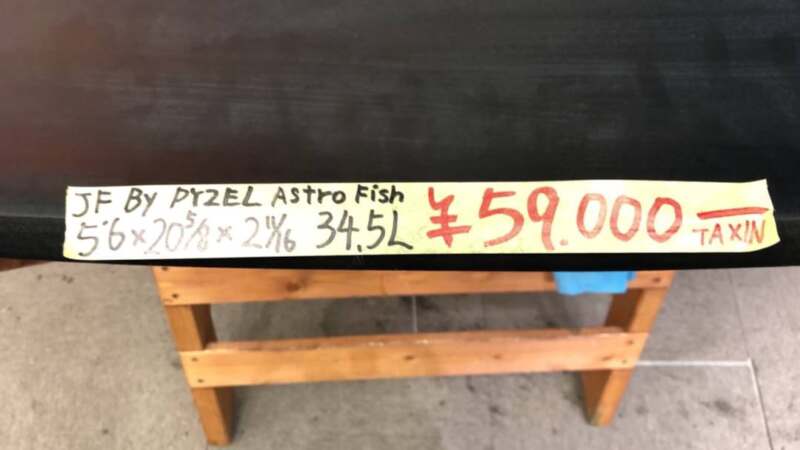 JF By PYZEL Astro Fish
5'6 x 20 5/8 x 2 11/16 34.5L ¥59.000
TAXIN